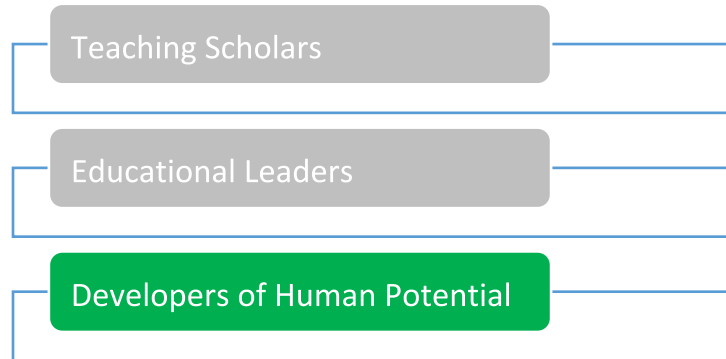 Teaching Scholars
Educational Leaders
Developers of Human Potential